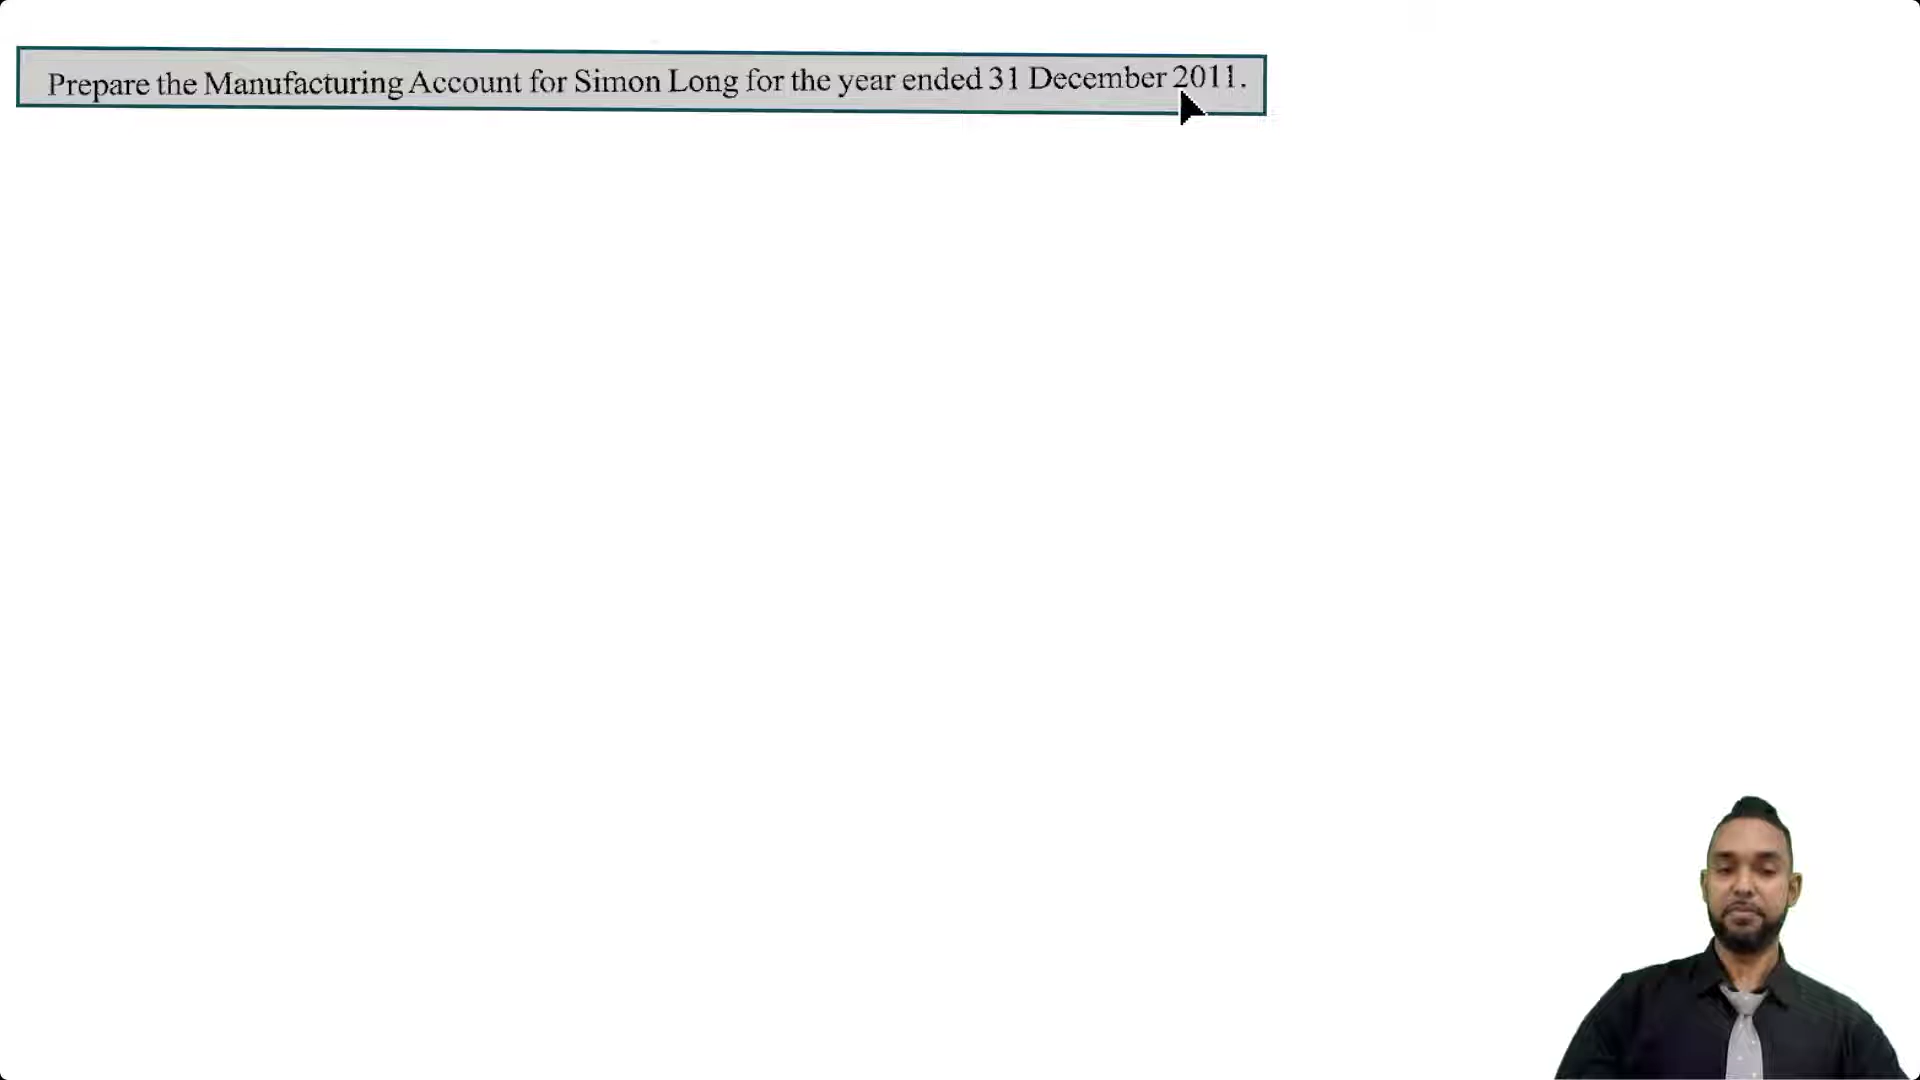 Prepare the Manufacturing Account for Simon Long for the year ended 31 December 2011.